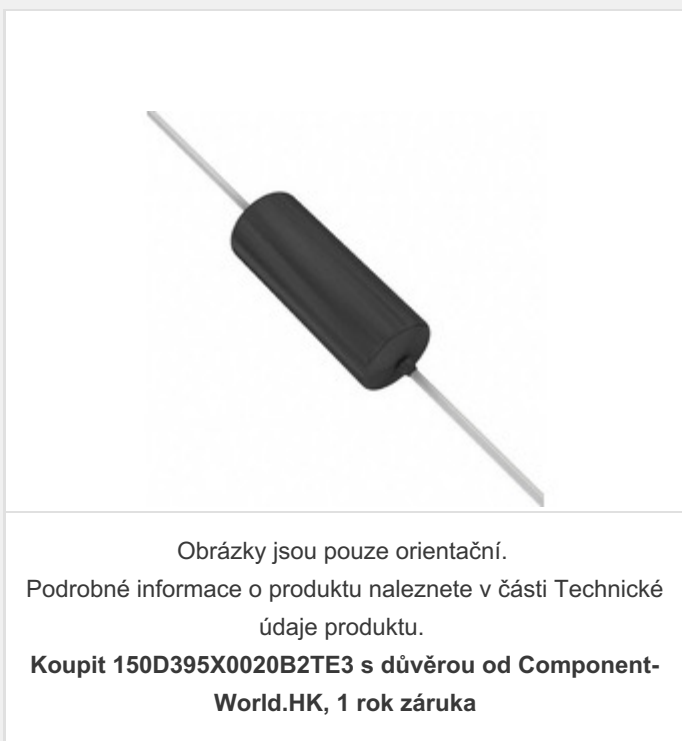 Obrázky jsou pouze orientační.
Podrobné informace o produktu naleznete v části Technické
údaje produktu.
Koupit 150D395X0020B2TE3 s důvěrou od Component-
World.HK, 1 rok záruka